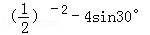 (1/2)⁻² - 4sin30°